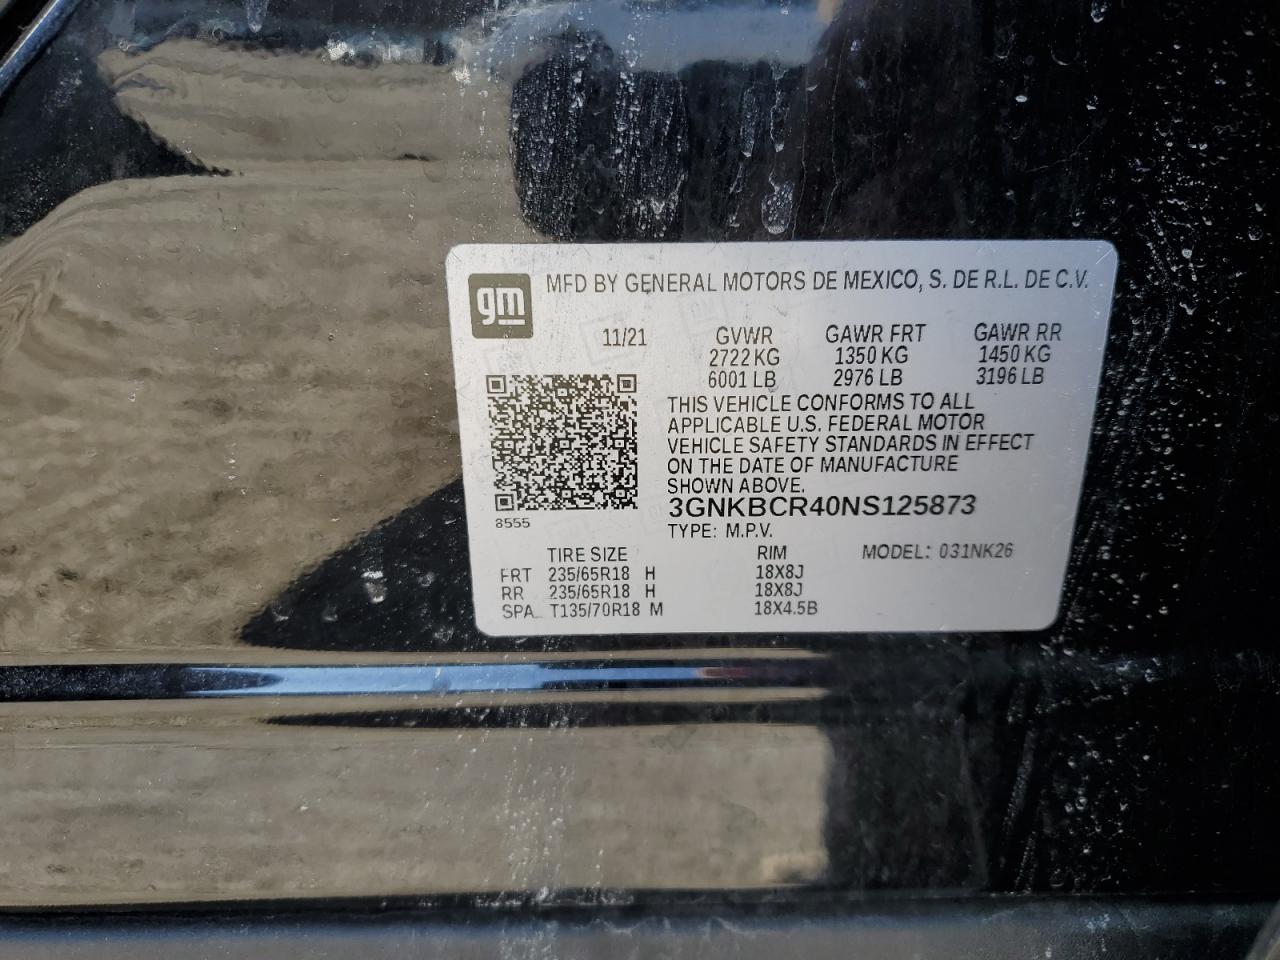 gm
MFD BY GENERAL MOTORS DE MEXICO, S. DE R.L. DE C.V.
11/21 GVWR GAWR FRT GAWR RR
2722 KG 1350 KG 1450 KG
6001 LB 2976 LB 3196 LB
THIS VEHICLE CONFORMS TO ALL
APPLICABLE U.S. FEDERAL MOTOR
VEHICLE SAFETY STANDARDS IN EFFECT
ON THE DATE OF MANUFACTURE
SHOWN ABOVE.
3GNKBCR40NS125873
8555
TYPE: M.P.V.
TIRE SIZE RIM MODEL: 031NK26
FRT 235/65R18 H 18X8J
RR 235/65R18 H 18X8J
SPA T135/70R18 M 18X4.5B